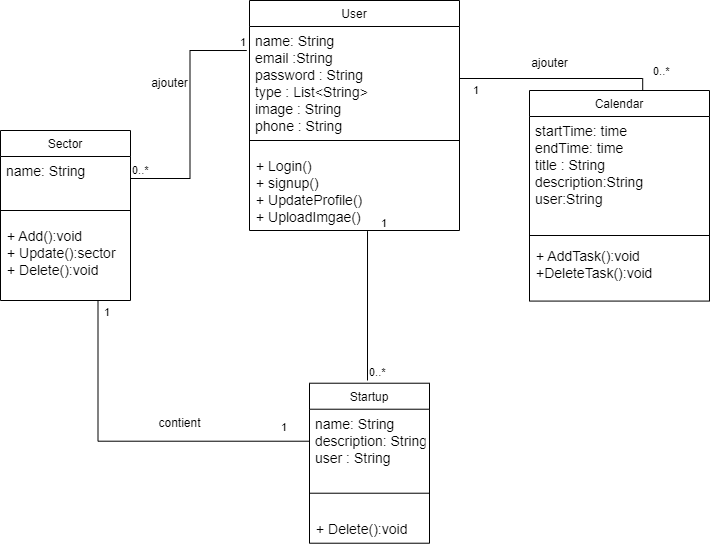 User
name: String
email :String
password : String
type : List<String>
image : String
phone : String
+ Login()
+ signup()
+ UpdateProfile()
+ UploadImgae()
1
ajouter
0..*
Sector
name: String
+ Add():void
+ Update():sector
+ Delete():void
1
ajouter
0..*
Calendar
startTime: time
endTime: time
title : String
description:String
user:String
+ AddTask():void
+DeleteTask():void
1
0..*
1
contient
1
Startup
name: String
description: String
user : String
+ Delete():void